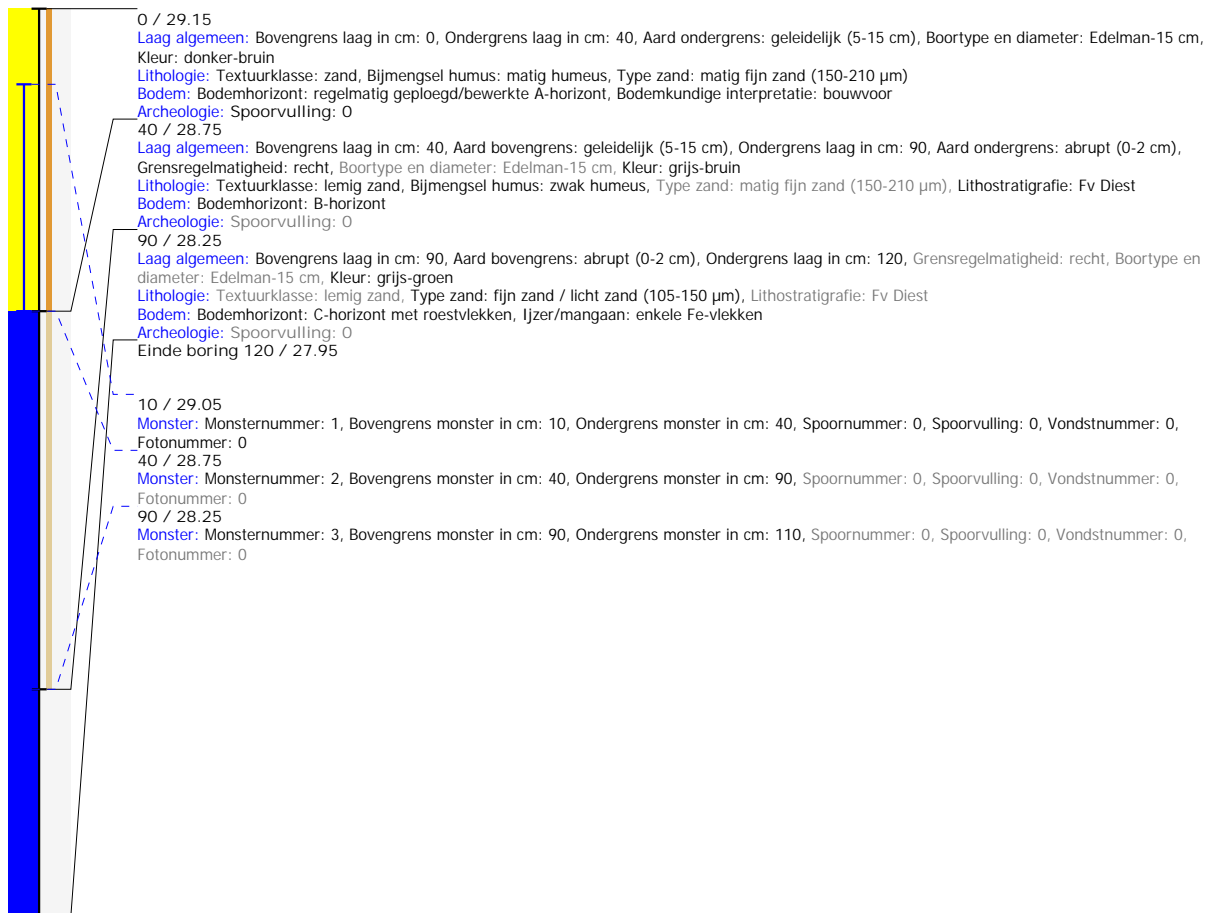 0 / 29.15
Laag algemeen: Bovengrens laag in cm: 0, Ondergrens laag in cm: 40, Aard ondergrens: geleidelijk (5-15 cm), Boortype en diameter: Edelman-15 cm,
Kleur: donker-bruin
Lithologie: Textuurklasse: zand, Bijmengsel humus: matig humeus, Type zand: matig fijn zand (150-210 µm)
Bodem: Bodemhorizont: regelmatig geploegd/bewerkte A-horizont, Bodemkundige interpretatie: bouwvoor
Archeologie: Spoorvulling: 0
40 / 28.75
Laag algemeen: Bovengrens laag in cm: 40, Aard bovengrens: geleidelijk (5-15 cm), Ondergrens laag in cm: 90, Aard ondergrens: abrupt (0-2 cm),
Grensregelmatigheid: recht, Boortype en diameter: Edelman-15 cm, Kleur: grijs-bruin
Lithologie: Textuurklasse: lemig zand, Bijmengsel humus: zwak humeus, Type zand: matig fijn zand (150-210 µm), Lithostratigrafie: Fv Diest
Bodem: Bodemhorizont: B-horizont
Archeologie: Spoorvulling: 0
90 / 28.25
Laag algemeen: Bovengrens laag in cm: 90, Aard bovengrens: abrupt (0-2 cm), Ondergrens laag in cm: 120, Grensregelmatigheid: recht, Boortype en
diameter: Edelman-15 cm, Kleur: grijs-groen
Lithologie: Textuurklasse: lemig zand, Type zand: fijn zand / licht zand (105-150 µm), Lithostratigrafie: Fv Diest
Bodem: Bodemhorizont: C-horizont met roestvlekken, Ijzer/mangaan: enkele Fe-vlekken
Archeologie: Spoorvulling: 0
Einde boring 120 / 27.95
10 / 29.05
Monster: Monsternummer: 1, Bovengrens monster in cm: 10, Ondergrens monster in cm: 40, Spoornummer: 0, Spoorvulling: 0, Vondstnummer: 0,
Fotonummer: 0
40 / 28.75
Monster: Monsternummer: 2, Bovengrens monster in cm: 40, Ondergrens monster in cm: 90, Spoornummer: 0, Spoorvulling: 0, Vondstnummer: 0,
Fotonummer: 0
90 / 28.25
Monster: Monsternummer: 3, Bovengrens monster in cm: 90, Ondergrens monster in cm: 110, Spoornummer: 0, Spoorvulling: 0, Vondstnummer: 0,
Fotonummer: 0